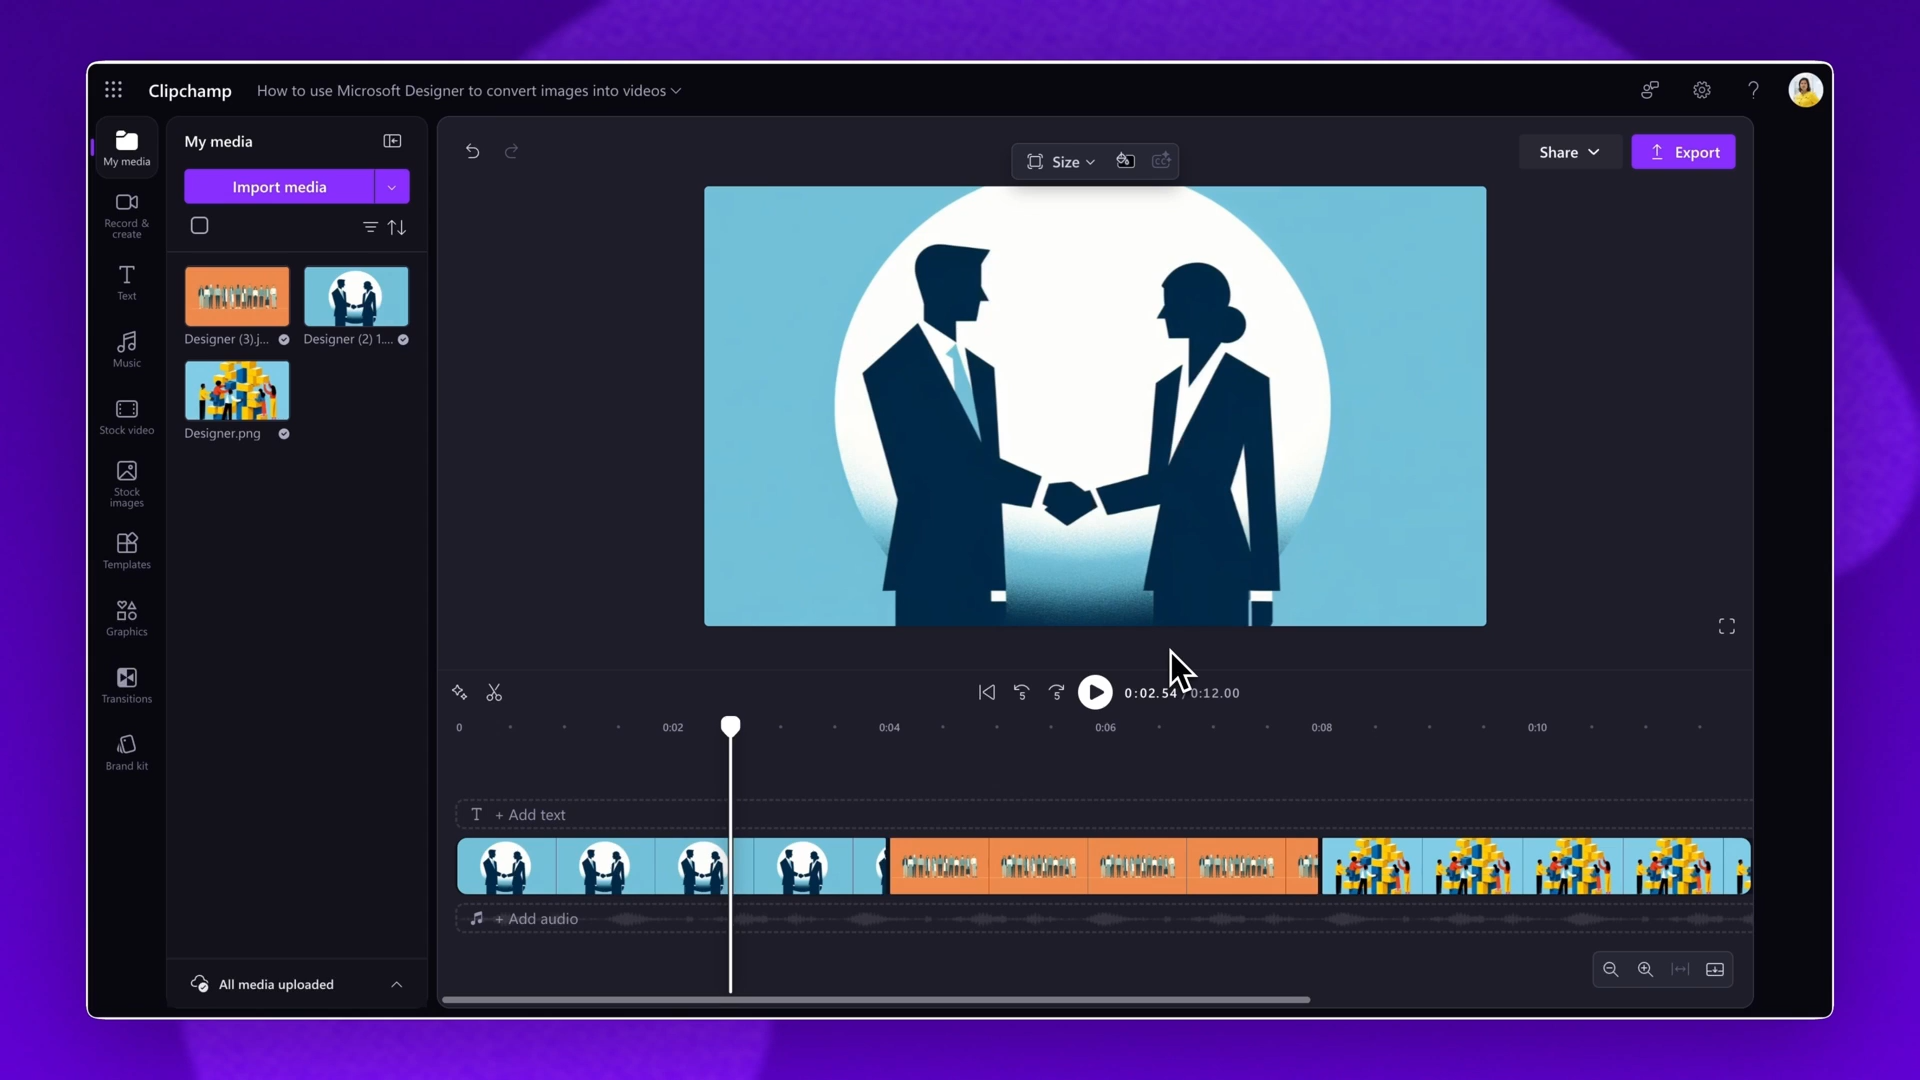 Clipchamp
How to use Microsoft Designer to convert images into videos
My media
Record &
create
Text
Music
Stock video
Stock
images
Templates
Graphics
Transitions
Brand kit
My media
Import media
Designer (3).j...
Designer (2) 1....
Designer.png
All media uploaded
Size
CC
Share
Export
?
5
5
0:02.54 / 0:12.00
0
0:02
0:04
0:06
0:08
0:10
T + Add text
+ Add audio